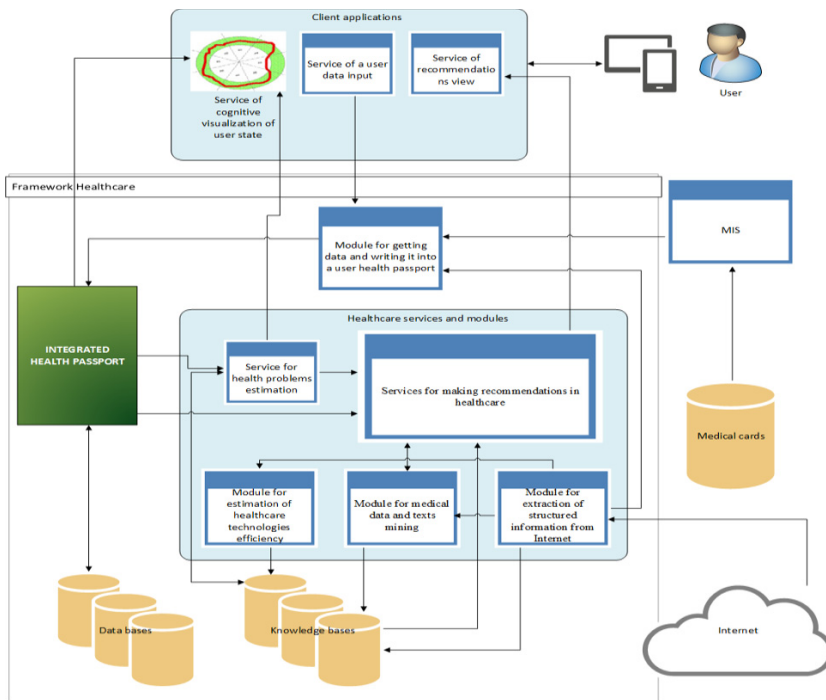 Client applications
Service of
cognitive
visualization of
user state
Service of a user
data input
Service of
recommendatio
ns view
User
Framework Healthcare
Module for getting
data and writing it into
a user health passport
MIS
INTEGRATED
HEALTH PASSPORT
Healthcare services and modules
Service for
health problems
estimation
Services for making recommendations in
healthcare
Medical cards
Module for
estimation of
healthcare
technologies
efficiency
Module for medical
data and texts
mining
Module for
extraction of
structured
information from
Internet
Data bases
Knowledge bases
Internet